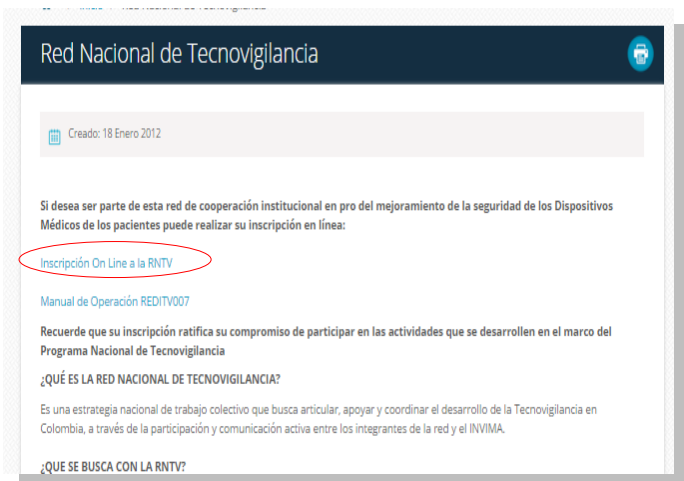 Red Nacional de Tecnovigilancia
Creado: 18 Enero 2012
Si desea ser parte de esta red de cooperación institucional en pro del mejoramiento de la seguridad de los Dispositivos
Médicos de los pacientes puede realizar su inscripción en línea:
Inscripción On Line a la RNTV
Manual de Operación REDITV007
Recuerde que su inscripción ratifica su compromiso de participar en las actividades que se desarrollen en el marco del
Programa Nacional de Tecnovigilancia
¿QUÉ ES LA RED NACIONAL DE TECNOVIGILANCIA?
Es una estrategia nacional de trabajo colectivo que busca articular, apoyar y coordinar el desarrollo de la Tecnovigilancia en
Colombia, a través de la participación y comunicación activa entre los integrantes de la red y el INVIMA.
¿QUE SE BUSCA CON LA RNTV?